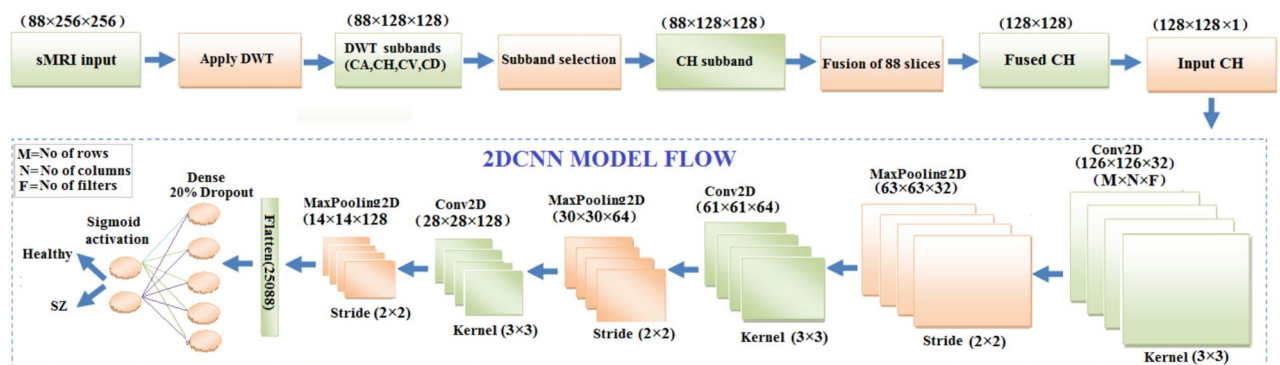 (88×256×256)
sMRI input
Apply DWT
(88×128×128)
DWT subbands
(CA,CH,CV,CD)
Subband selection
(88×128×128)
CH subband
Fusion of 88 slices
(128×128)
Fused CH
(128×128×1)
Input CH
2DCNN MODEL FLOW
M=No of rows
N=No of columns
F=No of filters
Conv2D
(126×126×32)
(M×N×F)
Kernel (3×3)
MaxPooling2D
(63×63×32)
Stride (2×2)
Conv2D
(61×61×64)
Kernel (3×3)
MaxPooling2D
(30×30×64)
Stride (2×2)
Conv2D
(28×28×128)
Kernel (3×3)
MaxPooling2D
(14×14×128
Stride (2×2)
Flatten(25088)
Dense
20% Dropout
Sigmoid
activation
Healthy
SZ